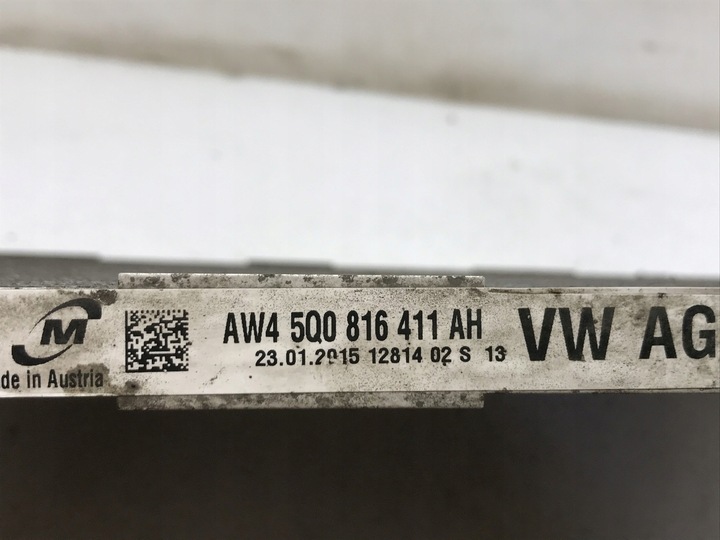 M
AW4 5Q0 816 411 AH
23.01.2015 12814 02 S 13
VW AG
de in Austria